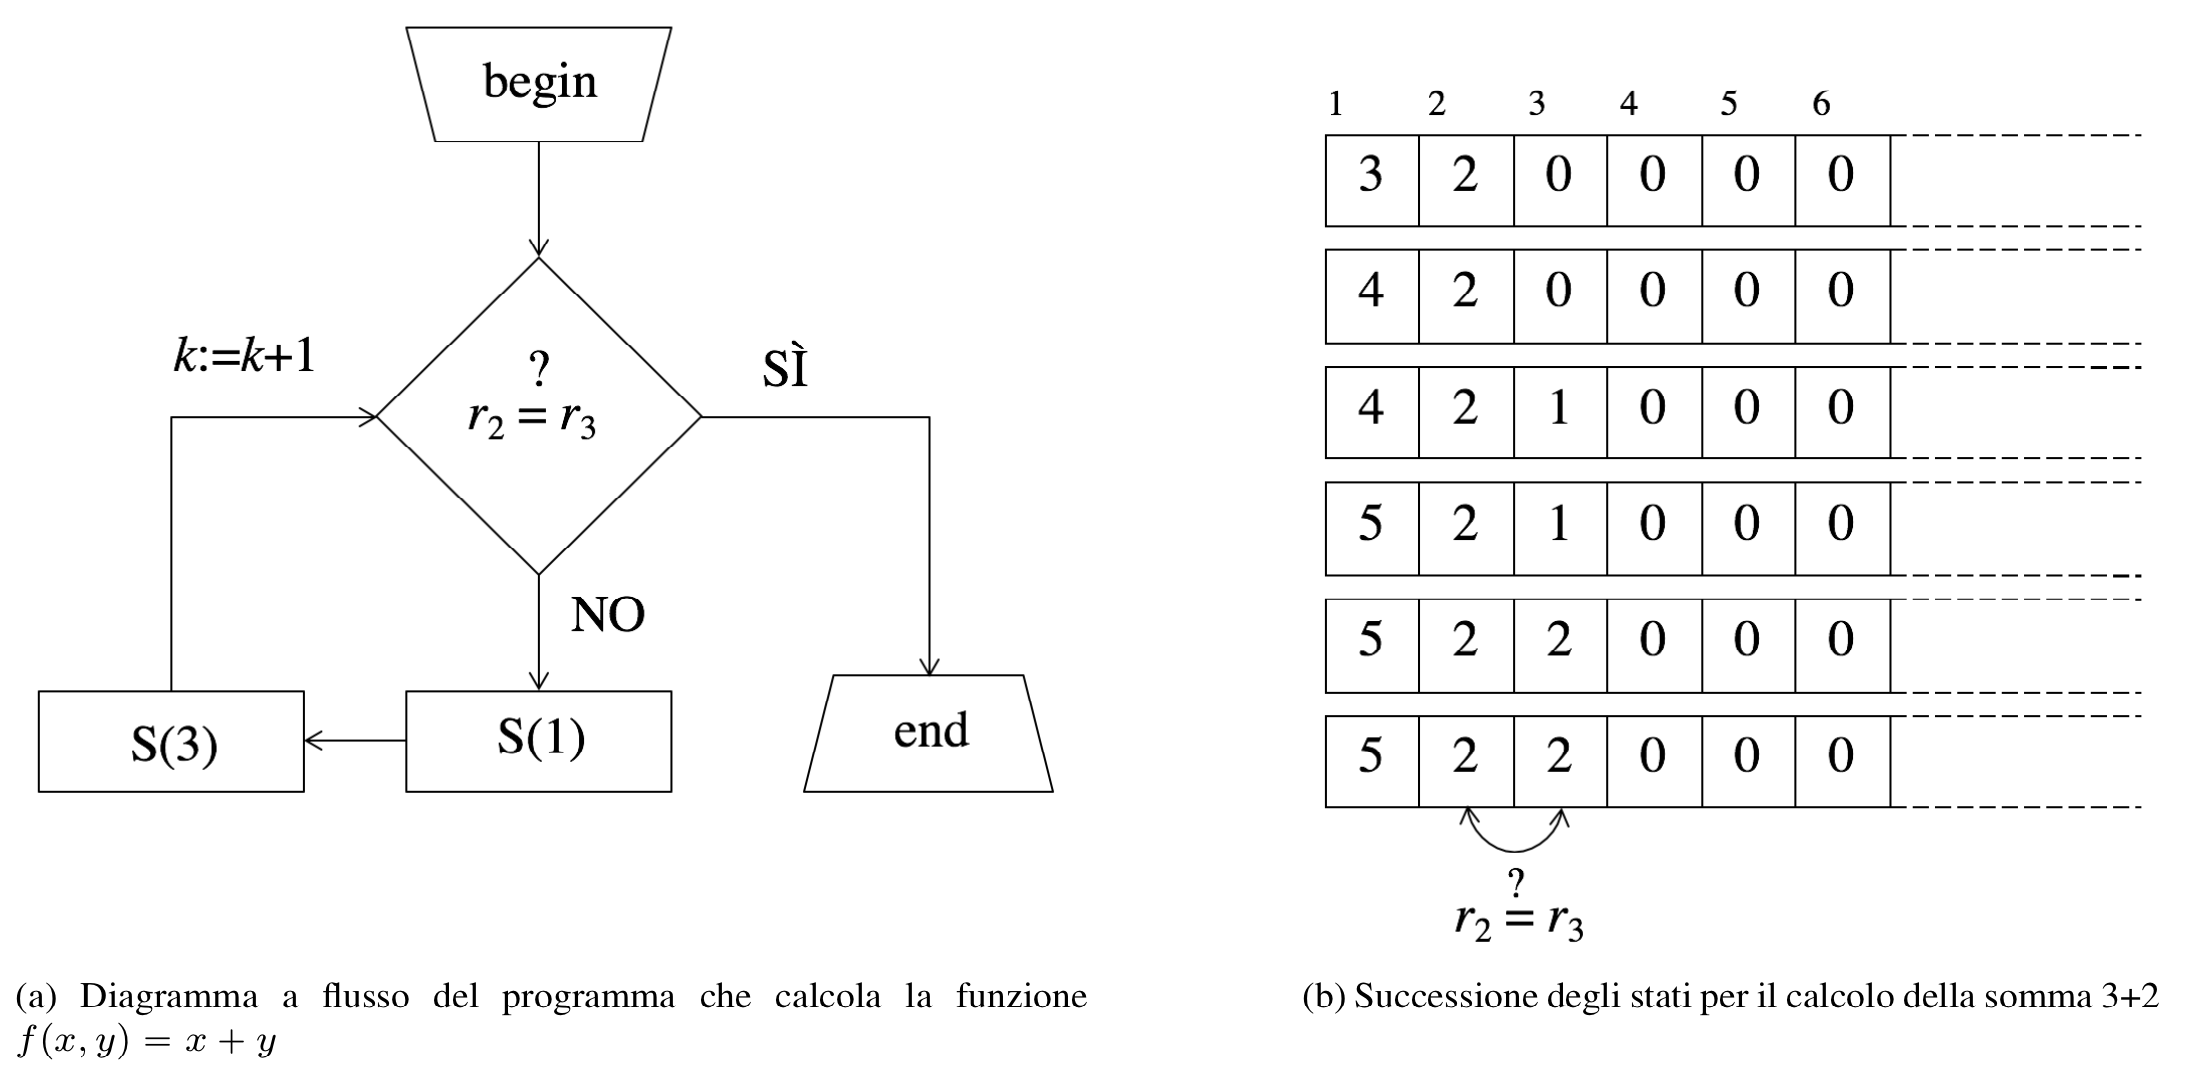 begin
k:=k+1
?
r₂ = r₃
SÌ
NO
S(3)
S(1)
end
(a) Diagramma a flusso del programma che calcola la funzione
f(x, y) = x + y
1 2 3 4 5 6
3 2 0 0 0 0
4 2 0 0 0 0
4 2 1 0 0 0
5 2 1 0 0 0
5 2 2 0 0 0
5 2 2 0 0 0
?
r₂ = r₃
(b) Successione degli stati per il calcolo della somma 3+2